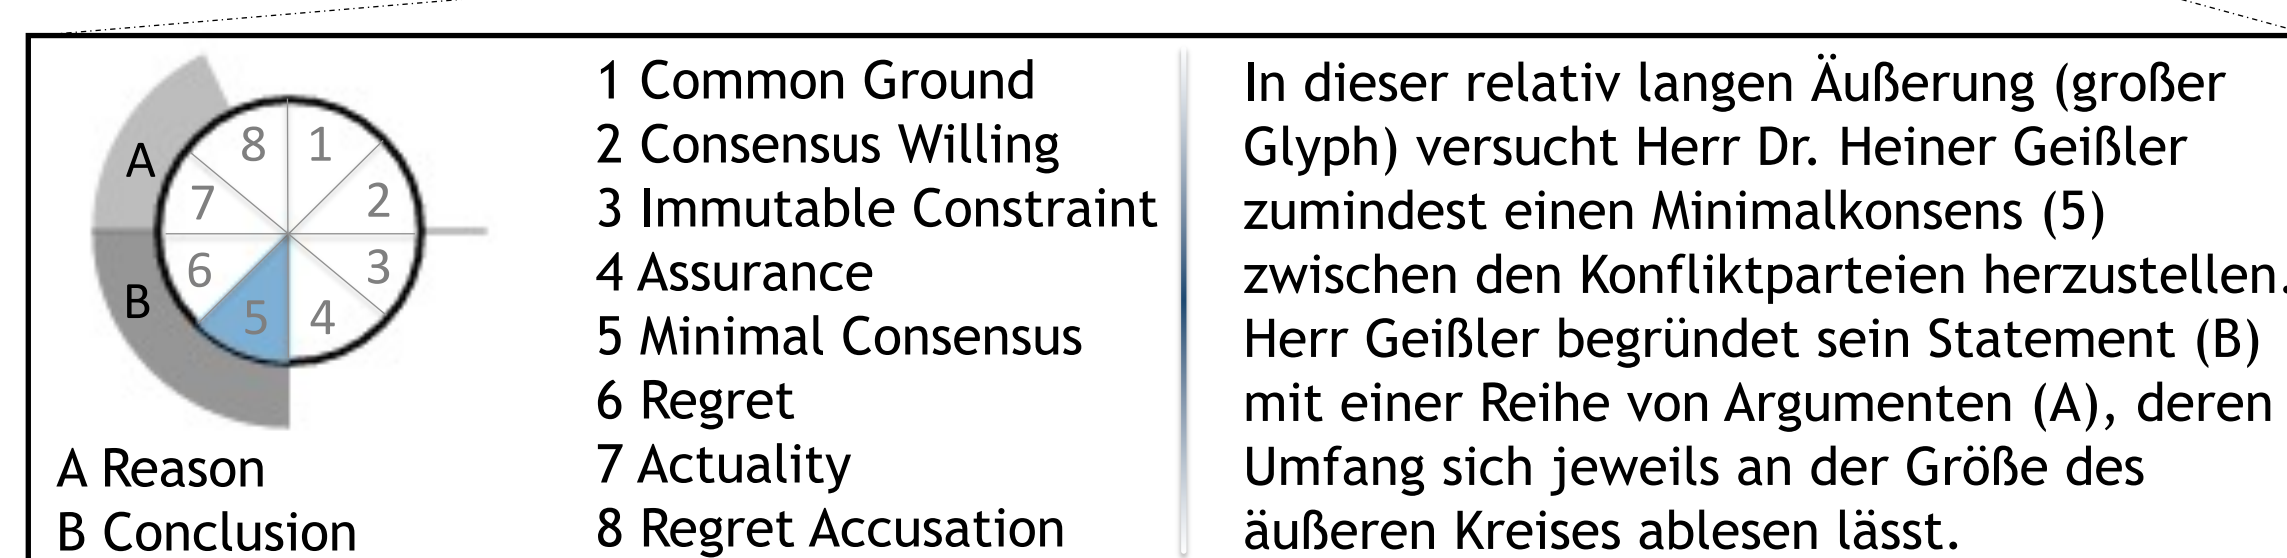 8 1
A
7 2
6 3
B
5 4
A Reason
B Conclusion
1 Common Ground
2 Consensus Willing
3 Immutable Constraint
4 Assurance
5 Minimal Consensus
6 Regret
7 Actuality
8 Regret Accusation
In dieser relativ langen Äußerung (großer
Glyph) versucht Herr Dr. Heiner Geißler
zumindest einen Minimalkonsens (5)
zwischen den Konfliktparteien herzustellen.
Herr Geißler begründet sein Statement (B)
mit einer Reihe von Argumenten (A), deren
Umfang sich jeweils an der Größe des
äußeren Kreises ablesen lässt.